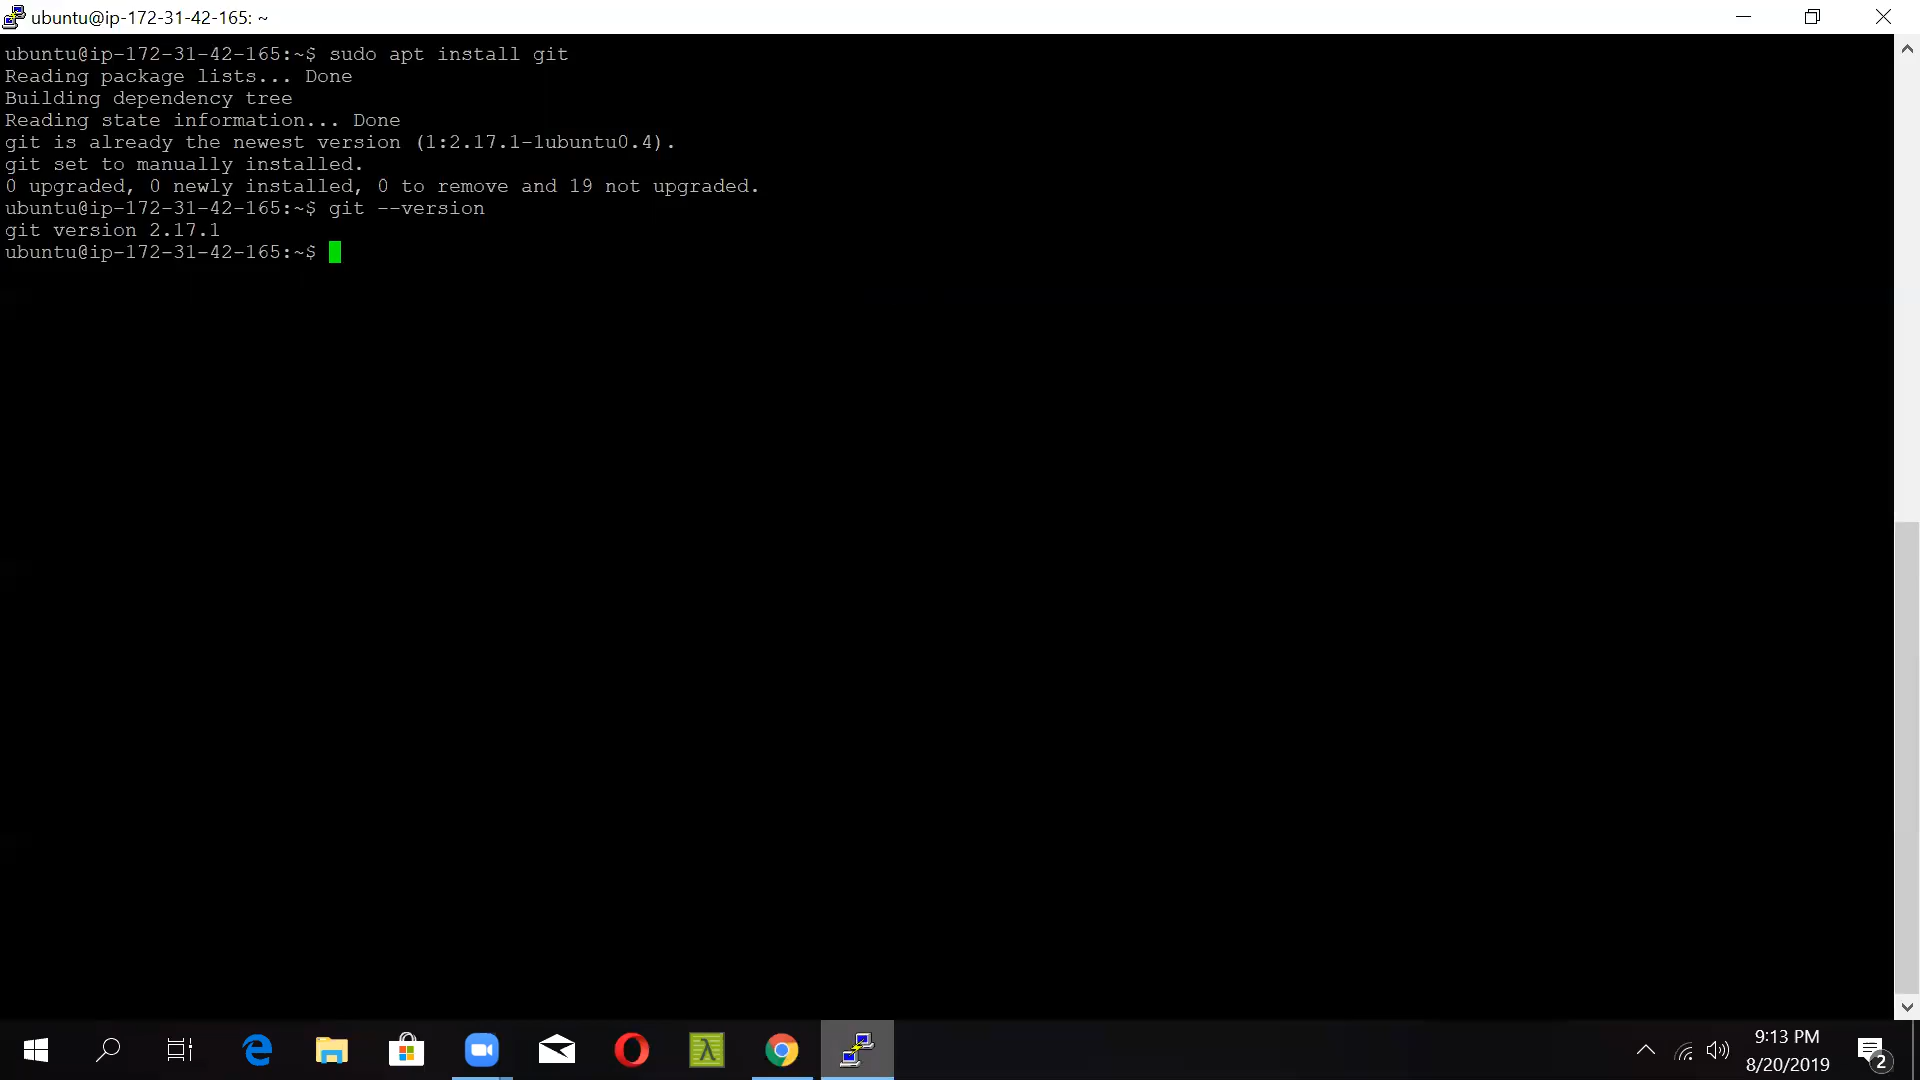 ubuntu@ip-172-31-42-165: ~
ubuntu@ip-172-31-42-165:~$ sudo apt install git
Reading package lists... Done
Building dependency tree
Reading state information... Done
git is already the newest version (1:2.17.1-1ubuntu0.4).
git set to manually installed.
0 upgraded, 0 newly installed, 0 to remove and 19 not upgraded.
ubuntu@ip-172-31-42-165:~$ git --version
git version 2.17.1
ubuntu@ip-172-31-42-165:~$
9:13 PM
8/20/2019
2